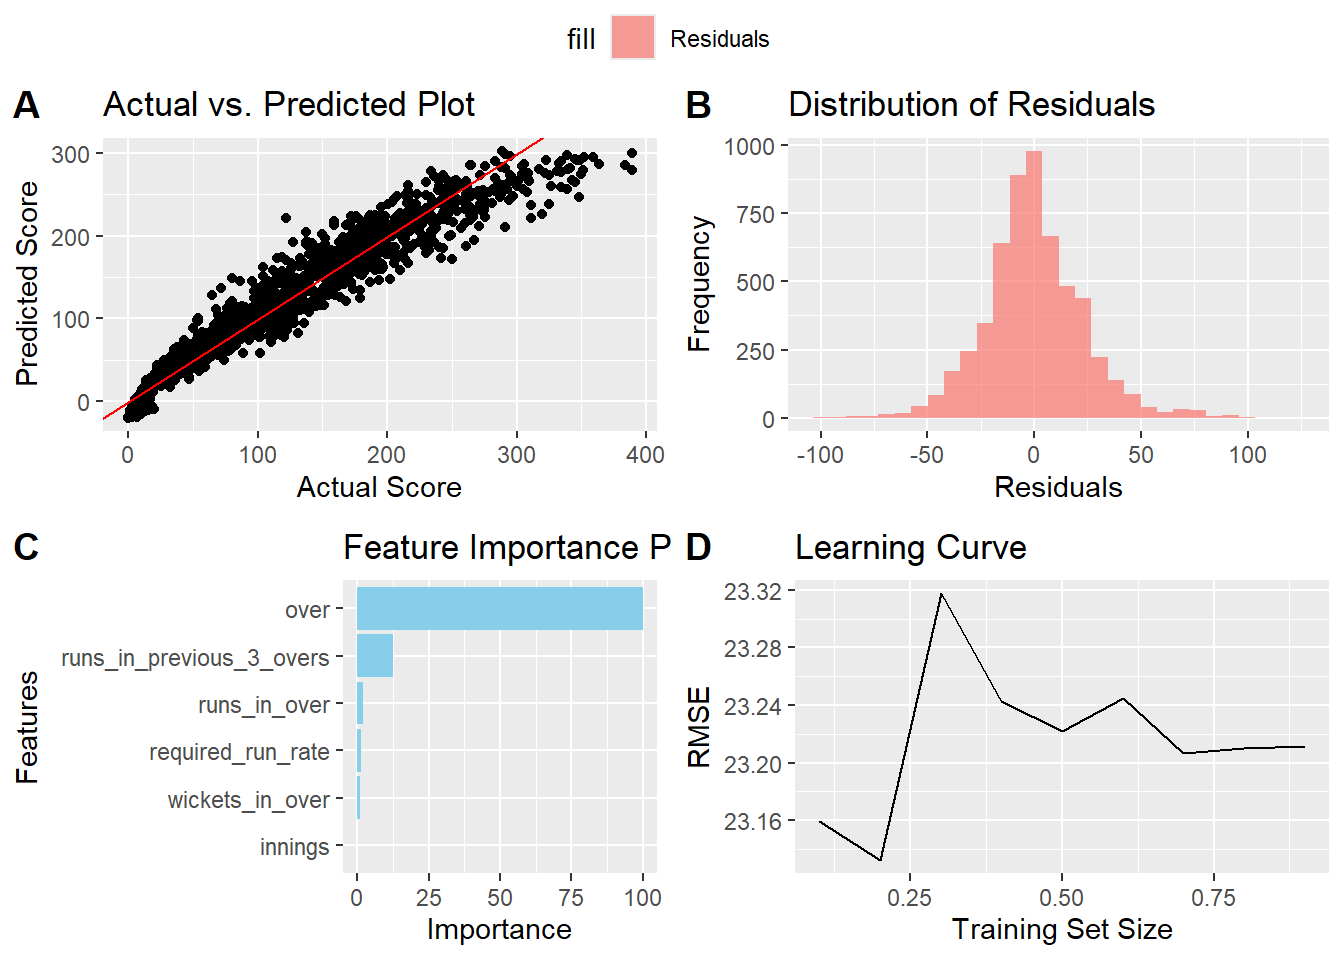 fill Residuals
A Actual vs. Predicted Plot
300
200
100
0
Predicted Score
0 100 200 300 400
Actual Score
B Distribution of Residuals
1000
750
500
250
0
Frequency
-100 -50 0 50 100
Residuals
C Feature Importance P
over
runs_in_previous_3_overs
runs_in_over
required_run_rate
wickets_in_over
innings
Features
0 25 50 75 100
Importance
D Learning Curve
23.32
23.28
23.24
23.20
23.16
RMSE
0.25 0.50 0.75
Training Set Size